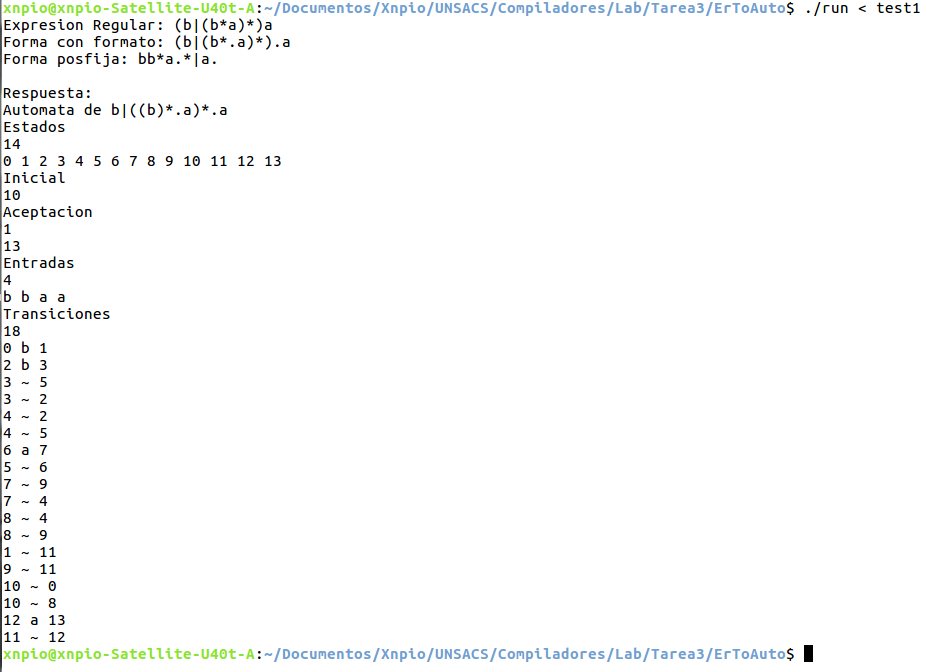 xnpio@xnpio-Satellite-U40t-A:~/Documentos/Xnpio/UNSACS/Compiladores/Lab/Tarea3/ErToAuto$ ./run < test1
Expresion Regular: (b|(b*a)*)a
Forma con formato: (b|(b*.a)*).a
Forma posfija: bb*a.*|a.

Respuesta:
Automata de b|((b)*.a)*.a
Estados
14
0 1 2 3 4 5 6 7 8 9 10 11 12 13
Inicial
10
Aceptacion
1
13
Entradas
4
b b a a
Transiciones
18
0 b 1
2 b 3
3 ~ 5
3 ~ 2
4 ~ 2
4 ~ 5
6 a 7
5 ~ 6
7 ~ 9
7 ~ 4
8 ~ 4
8 ~ 9
1 ~ 11
9 ~ 11
10 ~ 0
10 ~ 8
12 a 13
11 ~ 12
xnpio@xnpio-Satellite-U40t-A:~/Documentos/Xnpio/UNSACS/Compiladores/Lab/Tarea3/ErToAuto$